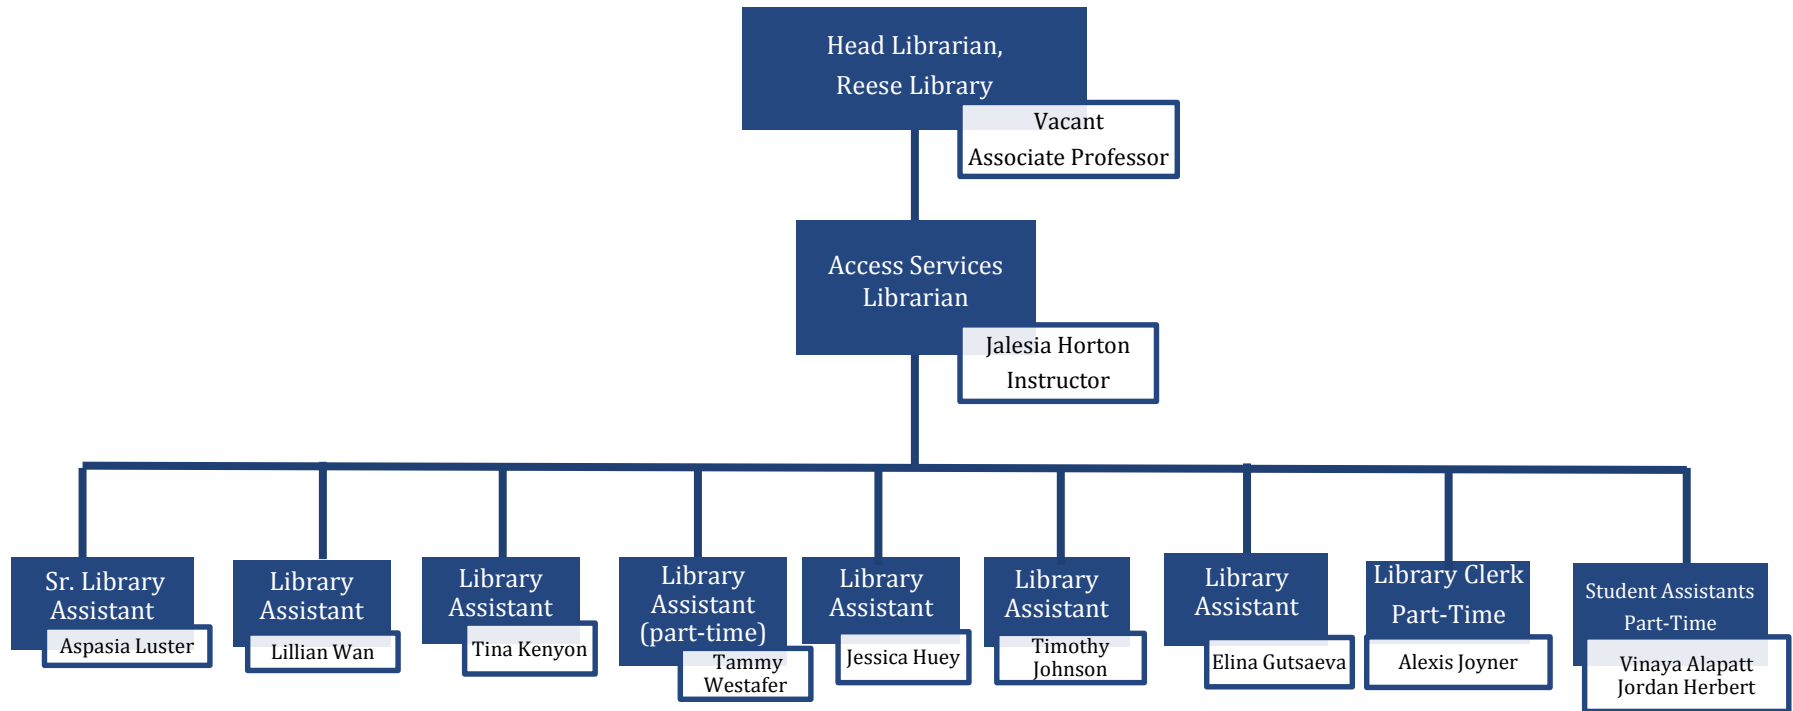 Head Librarian,
Reese Library
Vacant
Associate Professor
Access Services
Librarian
Jalesia Horton
Instructor
Sr. Library
Assistant
Aspasia Luster
Library
Assistant
Lillian Wan
Library
Assistant
Tina Kenyon
Library
Assistant
(part-time)
Tammy
Westafer
Library
Assistant
Jessica Huey
Library
Assistant
Timothy
Johnson
Library
Assistant
Elina Gutsaeva
Library Clerk
Part-Time
Alexis Joyner
Student Assistants
Part-Time
Vinaya Alapatt
Jordan Herbert